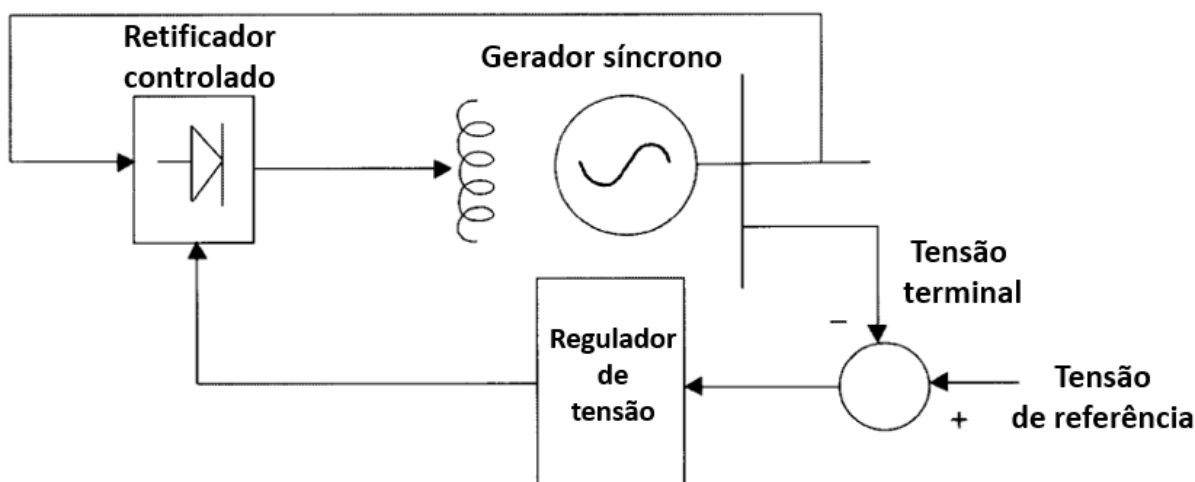 Retificador
controlado
Gerador síncrono
Tensão
terminal
−
Regulador
de
tensão
Tensão
de referência
+